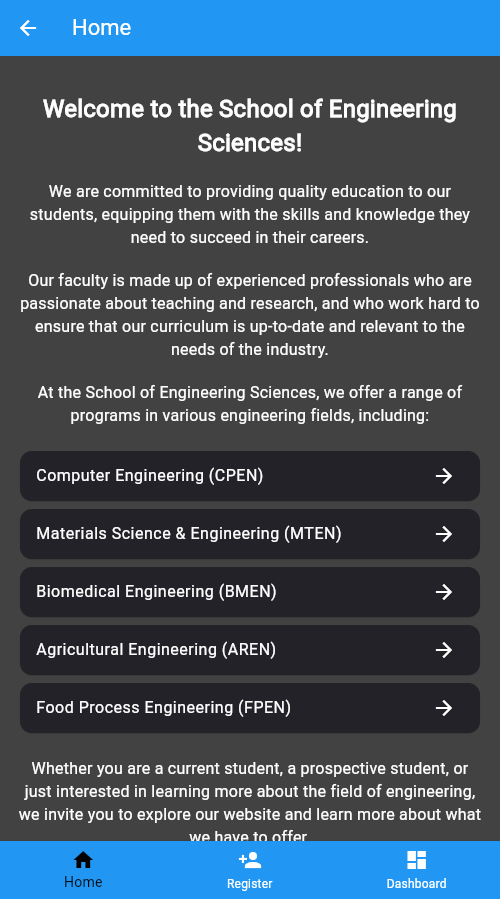 Home
Welcome to the School of Engineering
Sciences!
We are committed to providing quality education to our
students, equipping them with the skills and knowledge they
need to succeed in their careers.
Our faculty is made up of experienced professionals who are
passionate about teaching and research, and who work hard to
ensure that our curriculum is up-to-date and relevant to the
needs of the industry.
At the School of Engineering Sciences, we offer a range of
programs in various engineering fields, including:
Computer Engineering (CPEN)
Materials Science & Engineering (MTEN)
Biomedical Engineering (BMEN)
Agricultural Engineering (AREN)
Food Process Engineering (FPEN)
Whether you are a current student, a prospective student, or
just interested in learning more about the field of engineering,
we invite you to explore our website and learn more about what
we have to offer.
Home
Register
Dashboard